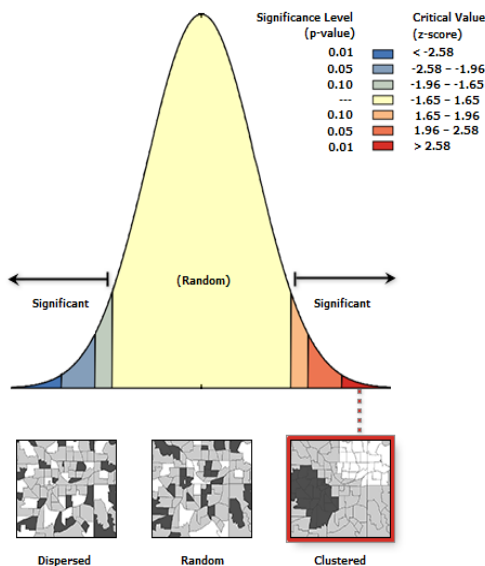 Significance Level Critical Value
(p-value) (z-score)
0.01 < -2.58
0.05 -2.58 – -1.96
0.10 -1.96 – -1.65
--- -1.65 – 1.65
0.10 1.65 – 1.96
0.05 1.96 – 2.58
0.01 > 2.58
(Random)
Significant Significant
Dispersed Random Clustered